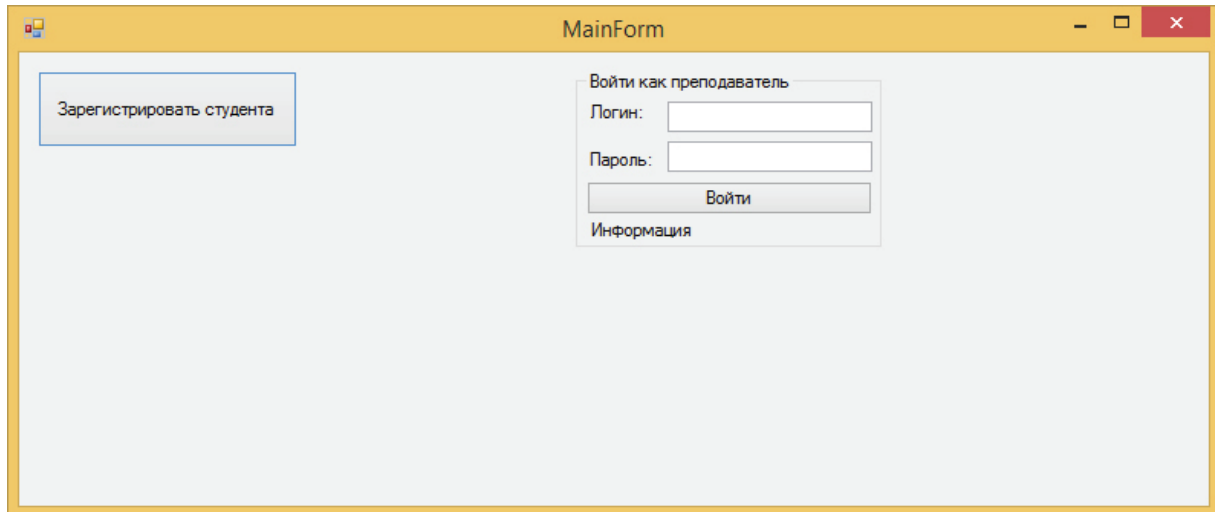 MainForm
Зарегистрировать студента
Войти как преподаватель
Логин:
Пароль:
Войти
Информация